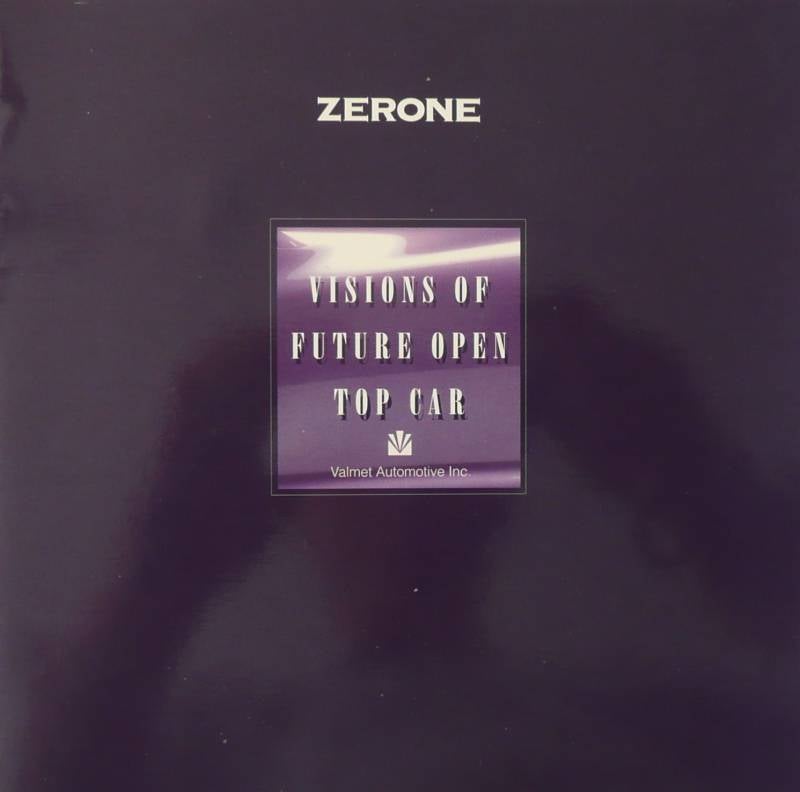 ZERONE
VISIONS OF
FUTURE OPEN
TOP CAR
Valmet Automotive Inc.